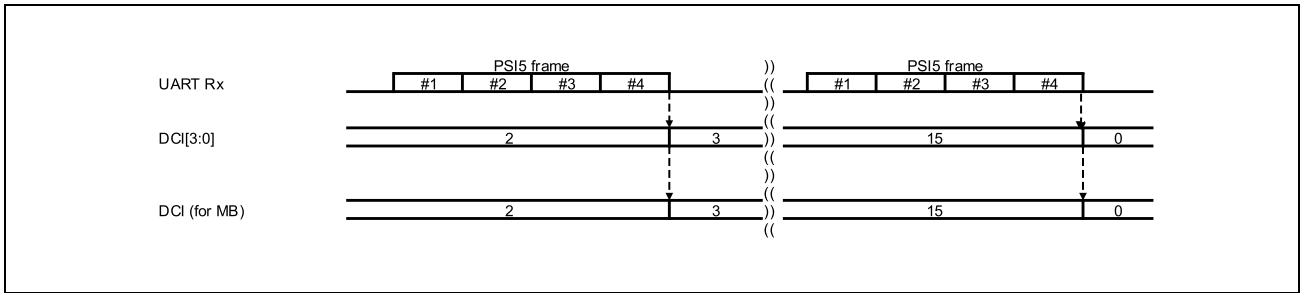 PSI5 frame )) PSI5 frame
UART Rx #1 #2 #3 #4 (( #1 #2 #3 #4
))
((
DCI[3:0] 2 3 )) 15 0
((
))
((
DCI (for MB) 2 3 )) 15 0
((